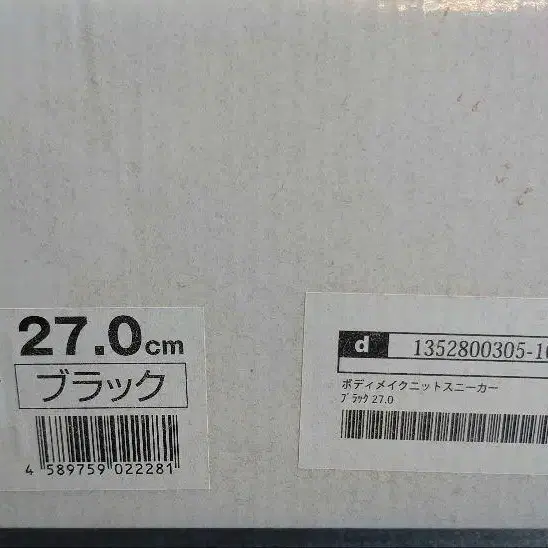 27.0cm
ブラック
4 589759 022281
d 1352800305-1
ボディメイクニットスニーカー
ブラック 27.0